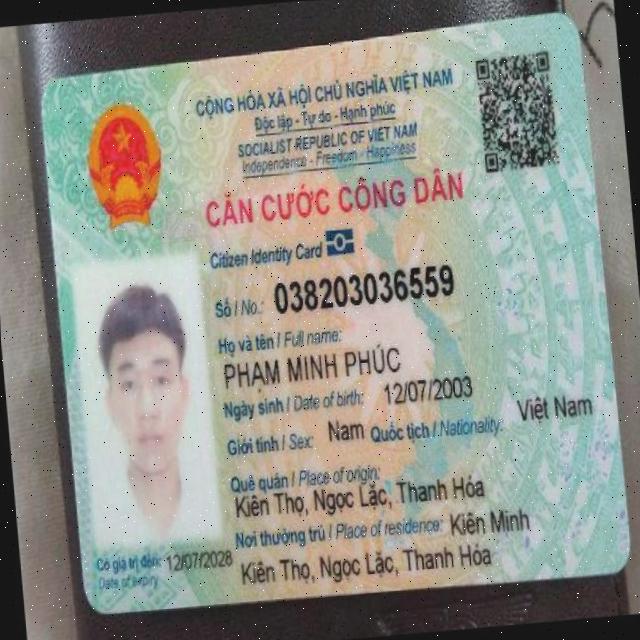 CỘNG HÒA XÃ HỘI CHỦ NGHĨA VIỆT NAM
Độc lập - Tự do - Hạnh phúc
SOCIALIST REPUBLIC OF VIET NAM
Independence - Freedom - Happiness
CĂN CƯỚC CÔNG DÂN
Citizen Identity Card
Số / No.: 038203036559
Họ và tên / Full name:
PHẠM MINH PHÚC
Ngày sinh / Date of birth: 12/07/2003
Giới tính / Sex: Nam Quốc tịch / Nationality: Việt Nam
Quê quán / Place of origin:
Kiên Thọ, Ngọc Lặc, Thanh Hóa
Nơi thường trú / Place of residence: Kiên Minh
Kiên Thọ, Ngọc Lặc, Thanh Hóa
Có giá trị đến: 12/07/2028
Date of expiry